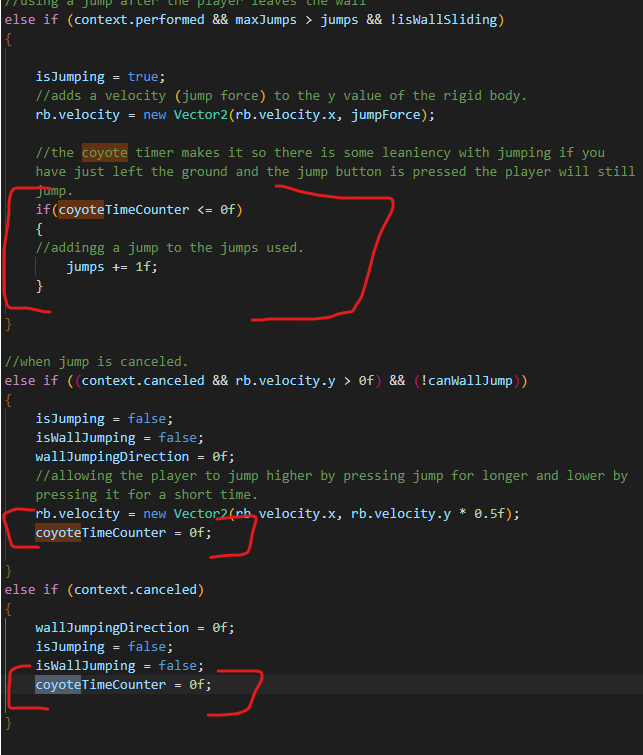 //using a jump after the player leaves the wall
else if (context.performed && maxJumps > jumps && !isWallSliding)
{
isJumping = true;
//adds a velocity (jump force) to the y value of the rigid body.
rb.velocity = new Vector2(rb.velocity.x, jumpForce);
//the coyote timer makes it so there is some leaniency with jumping if you
have just left the ground and the jump button is pressed the player will still
jump.
if(coyoteTimeCounter <= 0f)
{
//addingg a jump to the jumps used.
jumps += 1f;
}
}
//when jump is canceled.
else if ((context.canceled && rb.velocity.y > 0f) && (!canWallJump))
{
isJumping = false;
isWallJumping = false;
wallJumpingDirection = 0f;
//allowing the player to jump higher by pressing jump for longer and lower by
pressing it for a short time.
rb.velocity = new Vector2(rb.velocity.x, rb.velocity.y * 0.5f);
coyoteTimeCounter = 0f;
}
else if (context.canceled)
{
wallJumpingDirection = 0f;
isJumping = false;
isWallJumping = false;
coyoteTimeCounter = 0f;
}